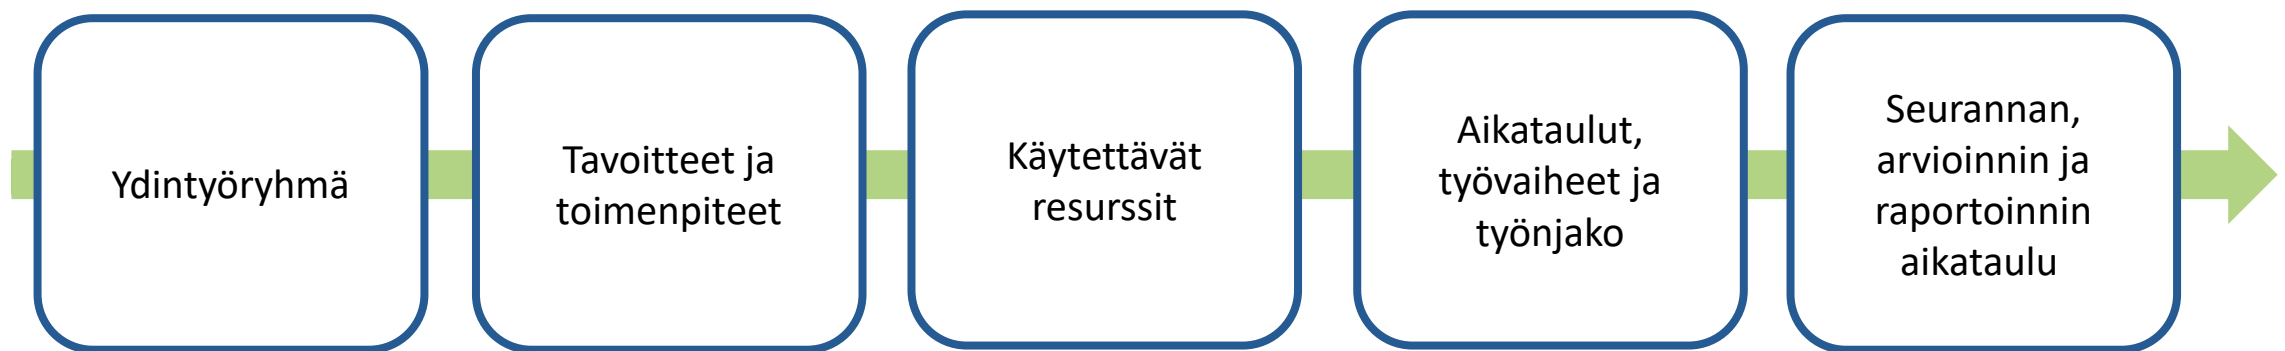 Ydintyöryhmä
Tavoitteet ja
toimenpiteet
Käytettävät
resurssit
Aikataulut,
työvaiheet ja
työnjako
Seurannan,
arvioinnin ja
raportoinnin
aikataulu